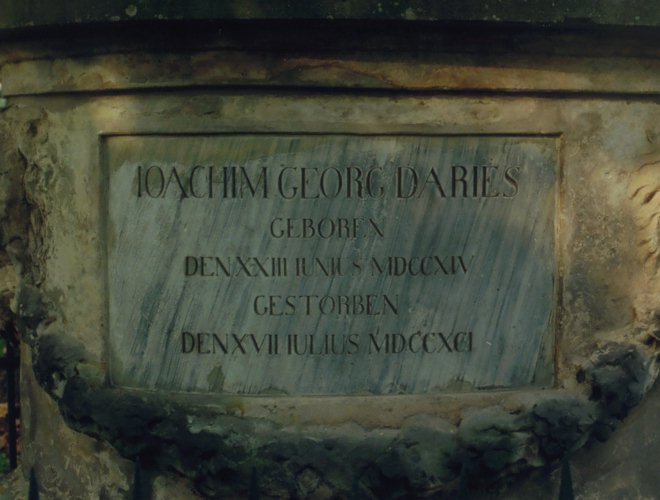 IOACHIM GEORG DARIES
GEBOREN
DEN XXIII IUNIUS MDCCXIV
GESTORBEN
DEN XVII IULIUS MDCCXCI